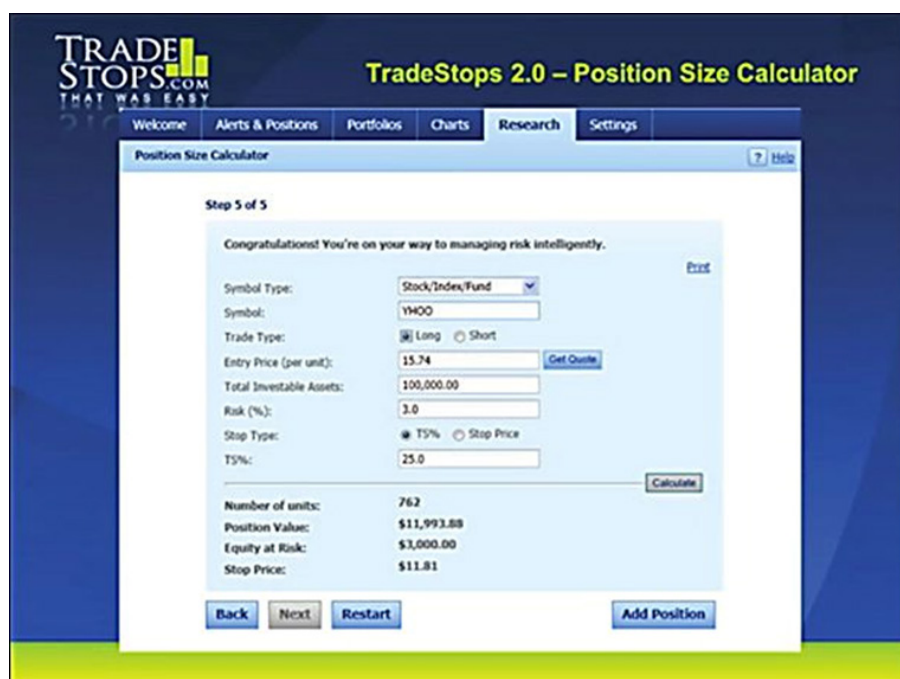 TRADE
STOPS.COM
THAT WAS EASY
TradeStops 2.0 – Position Size Calculator
Welcome Alerts & Positions Portfolios Charts Research Settings
Position Size Calculator ? Help
Step 5 of 5
Congratulations! You're on your way to managing risk intelligently.
Print
Symbol Type: Stock/Index/Fund
Symbol: YHOO
Trade Type: Long Short
Entry Price (per unit): 15.74 Get Quote
Total Investable Assets: 100,000.00
Risk (%): 3.0
Stop Type: TS% Stop Price
TS%: 25.0
Calculate
Number of units: 762
Position Value: $11,993.88
Equity at Risk: $3,000.00
Stop Price: $11.81
Back Next Restart Add Position